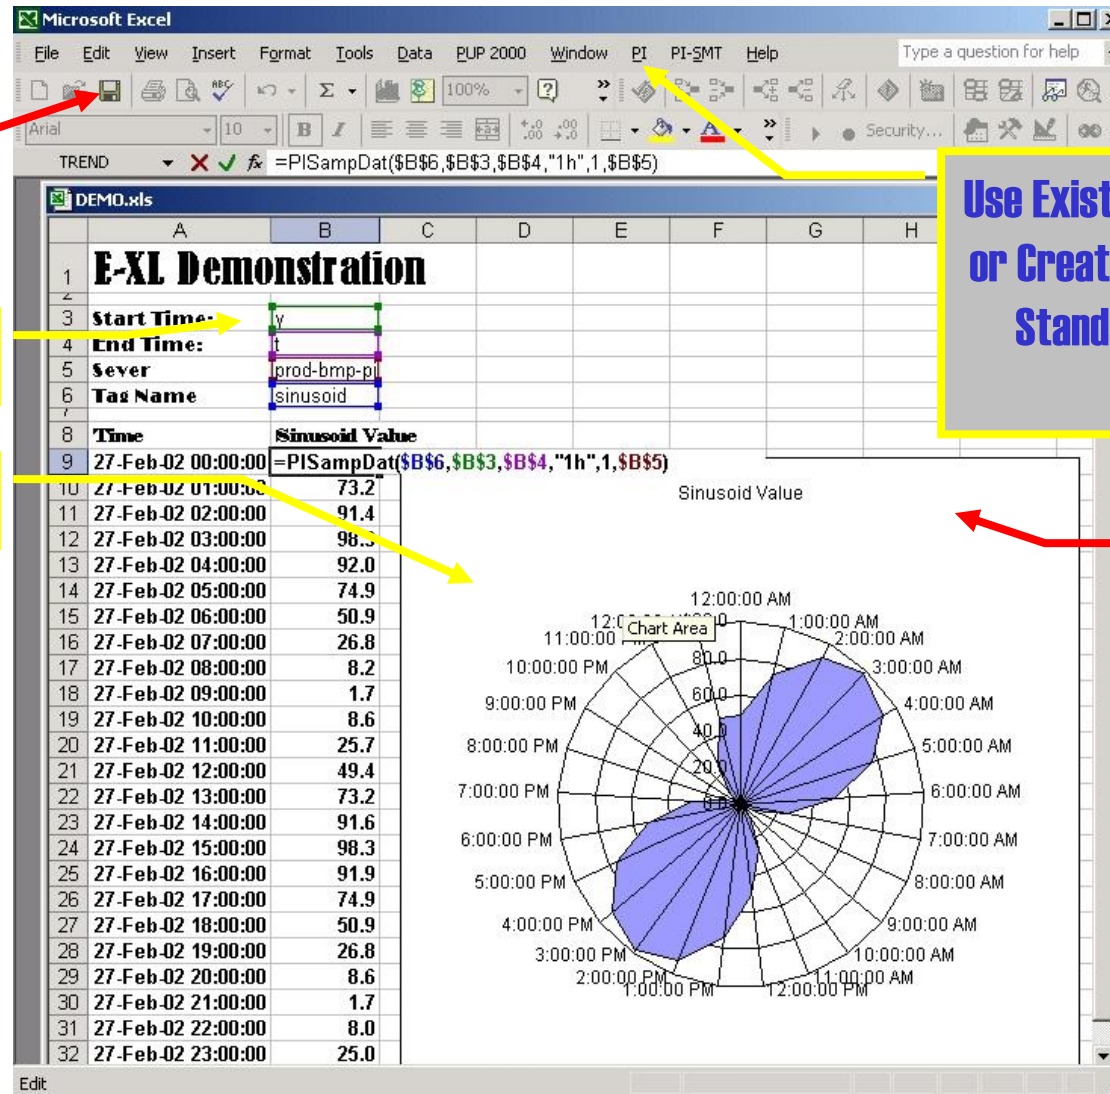 Microsoft Excel
File Edit View Insert Format Tools Data PUP 2000 Window PI PI-SMT Help Type a question for help
ABC Σ 100% ?
Arial 10 B I A Security...
TREND fx =PISampDat($B$6,$B$3,$B$4,"1h",1,$B$5)
DEMO.xls
Use Exist
or Creat
Stand
A B C D E F G H
1 E-XL Demonstration
2
3 Start Time: y
4 End Time: t
5 Sever prod-bmp-pi
6 Tag Name sinusoid
7
8 Time Sinusoid Value
9 27-Feb-02 00:00:00 =PISampDat($B$6,$B$3,$B$4,"1h",1,$B$5)
10 27-Feb-02 01:00:00 73.2
11 27-Feb-02 02:00:00 91.4
12 27-Feb-02 03:00:00 98.3
13 27-Feb-02 04:00:00 92.0
14 27-Feb-02 05:00:00 74.9
15 27-Feb-02 06:00:00 50.9
16 27-Feb-02 07:00:00 26.8
17 27-Feb-02 08:00:00 8.2
18 27-Feb-02 09:00:00 1.7
19 27-Feb-02 10:00:00 8.6
20 27-Feb-02 11:00:00 25.7
21 27-Feb-02 12:00:00 49.4
22 27-Feb-02 13:00:00 73.2
23 27-Feb-02 14:00:00 91.6
24 27-Feb-02 15:00:00 98.3
25 27-Feb-02 16:00:00 91.9
26 27-Feb-02 17:00:00 74.9
27 27-Feb-02 18:00:00 50.9
28 27-Feb-02 19:00:00 26.8
29 27-Feb-02 20:00:00 8.6
30 27-Feb-02 21:00:00 1.7
31 27-Feb-02 22:00:00 8.0
32 27-Feb-02 23:00:00 25.0
Sinusoid Value
12:00:00 AM
1:00:00 AM
2:00:00 AM
3:00:00 AM
4:00:00 AM
5:00:00 AM
6:00:00 AM
7:00:00 AM
8:00:00 AM
9:00:00 AM
10:00:00 AM
11:00:00 AM
12:00:00 PM
1:00:00 PM
2:00:00 PM
3:00:00 PM
4:00:00 PM
5:00:00 PM
6:00:00 PM
7:00:00 PM
8:00:00 PM
9:00:00 PM
10:00:00 PM
11:00:00
Chart Area
80.0
60.0
40.0
20.0
0.0
Edit